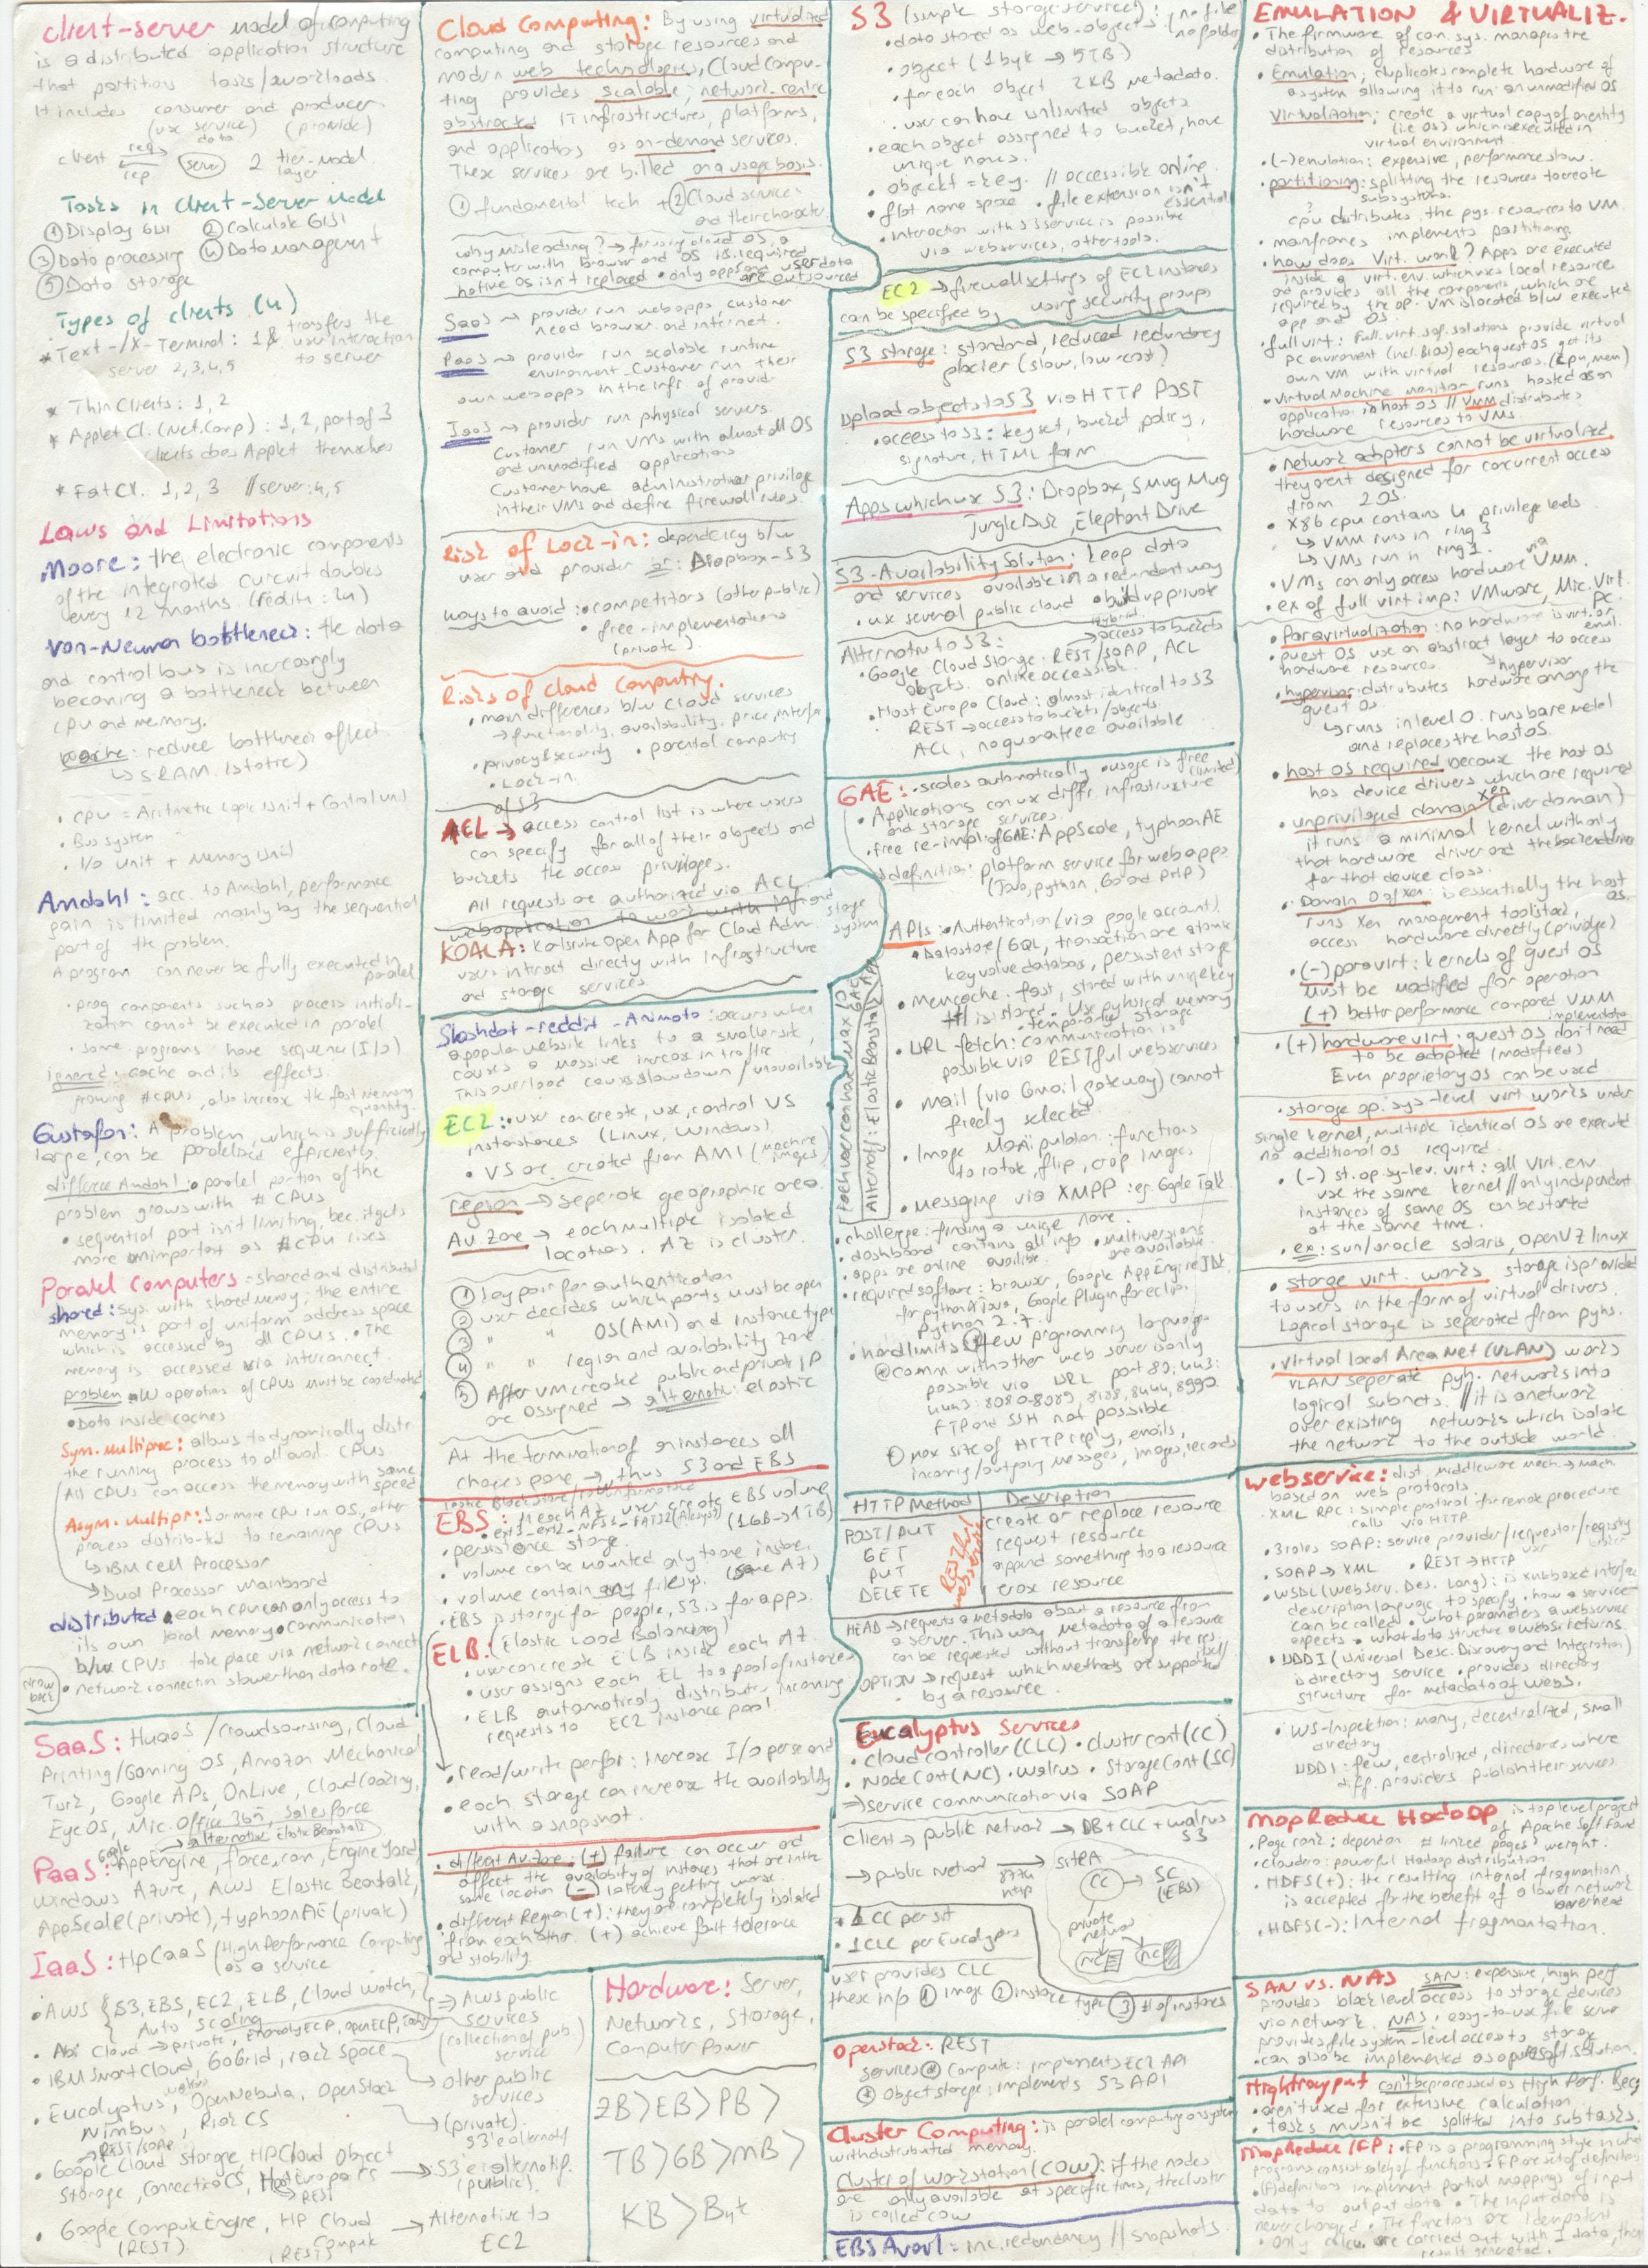 client-server model of computing
is a distributed application structure
that partitions tasks/workloads.
It includes consumer and producer
(use service) (provide)
data
client req rep server 2 tier-model
layer
Tasks in Client-Server Model
① Display GUI ② Calculate GUI
③ Data processing ④ Data management
⑤ Data storage
Types of clients (4)
* Text-/X-Terminal: 1 & transfers the user interaction to server
server 2,3,4,5
* Thin Clients: 1, 2
* Applet Cl. (Net.Comp): 1, 2, part of 3
clients does Applet themselves
* Fat Cl. 1, 2, 3 // server: 4, 5
Laws and Limitations
Moore: the electronic components
of the integrated curcuit doubles
every 12 months (redith: 24)
Von-Neuman bottleneck: the data
and control bus is increasingly
becoming a bottleneck between
CPU and memory.
cache: reduce bottleneck effect
↳ SRAM (static)
• CPU = Aritmetic Logic Unit + Control unit
• Bus system
• I/O Unit + Memory Unit
Amdahl: acc. to Amdahl, performance
gain is limited mainly by the sequential
part of the problem.
A program can never be fully executed in
paralel
• prog components such as process initiali-
zation cannot be executed in paralel
• some programs have sequence (I/O)
ignored: cache and its effects
growing # CPUs, also increase the fast memory
quantity.
Gustafon: A problem, which is sufficiently
large, can be paralelized efficiently.
differece Amdahl: • paralel portion of the
problem grows with # CPUs
• sequential part isn't limiting, bec. it gets
more unimportant as # CPU rises
Paralel Computers - shared and distributed
shared: Sys. with shared memory: the entire
memory is part of uniform address space
which is accessed by all CPUs. • The
memory is accessed via interconnect.
problem: W operation of CPUs must be coordinated
• Data inside caches
Sym. Multiproc: allows to dynamically distr.
the running process to all avail. CPUs
All CPUs can access the memory with same
speed
Asym. Multipr: 1 or more CPU run OS, other
process distributed to remaining CPUs
↳ IBM Cell Processor
→ Dual Processor Mainboard
distributed: each CPU can only access to
its own local memory • Communication
b/w CPUs take place via network connect
• network connection slower than data rate.
draw back
SaaS: HuaaS / Crowdsourcing, Cloud
Printing/Gaming OS, Amazon Mechanical
Turk, Google APs, OnLive, Cloud Gaming,
EyeOS, Mic. Office 365, Salesforce
→ alternative Elastic Beanstalk
PaaS: Google AppEngine, force.com, Engine Yard,
Windows Azure, AWS Elastic Beanstalk,
AppScale (private), typhoonAE (private)
IaaS: HPCaaS (High Performance Computing
as a service
• AWS { S3, EBS, EC2, ELB, Cloud watch,
Auto Scaling
⇒ AWS public
services
(collection of pub.)
service
• Abi Cloud → private, Enomaly ECP, OpenECP,
• IBM Smart Cloud, GoGrid, rack space
→ other public
services
• Eucalyptus, OpenNebula, OpenStack
walrus
Nimbus, Riak CS
→ (private)
S3'e alternatif
→ REST/SOAP
• Google Cloud Storage, HP Cloud Object
Storage, Connectria CS, Host Europa CS → S3'e alternatif.
(public).
→ REST
• Google Compute Engine, HP Cloud → Alternative to
(REST) (REST) Compute EC2
Cloud Computing: By using virtualized
computing and storage resources and
modern web technologies, Cloud Compu-
ting provides scalable, network-centric
abstracted IT infrastructures, platforms,
and applications as on-demand services.
These services are billed on a usage basis.
① fundamental tech + ② Cloud services
and their character.
why misleading? → for using cloud OS, a
computer with browser and OS is required
• native OS isn't replaced • only apps and user data
are outsourced
SaaS → provider run web apps, customer
need browser and internet.
PaaS → provider run scalable runtime
environment. Customer run their
own web apps in the infr. of provider
IaaS → provider run physical servers
Customer run VMs with almost all OS
and unmodified applications
Customer have administrator privilege
in their VMs and define firewall rules.
Risk of Lock-in: dependency b/w
user and provider ex: Dropbox - S3
ways to avoid: • competitors (other public)
• free-implementations
(private).
Risks of Cloud Computing.
• main differences b/w Cloud services
→ functionality, availability, price, interface
• privacy & security • parental computing
• Lock-in.
of S3
ACL → access control list is where users
can specify for all of their objects and
buckets the access privileges.
All requests are authorized via ACL.
KOALA: Karlsruhe Open App for Cloud Adm.
users interact directly with infrastructure
and storage services.
Slashdot-reddit-Animoto: occurs when
a popular website links to a smaller site,
causes a massive increase in traffic
This overload causes slowdown / unavailable
EC2: • user can create, use, control VS
instances (Linux, Windows).
• VS are created from AMI (machine
images)
region → seperate geographic area.
Av. Zone → each multiple isolated
locations. AZ is cluster.
① key pair for authentication
② user decides which ports must be open
③ " " OS (AMI) and instance type
④ " " region and availability zone
⑤ After VM created public and private IP
are assigned → alternate: elastic
At the termination of an instances all
changes gone → thus S3 and EBS
EBS: In each AZ user create EBS volume
• ext3-ext2-NTFS-FAT32 (1GB → 1TB)
• persistence storage.
• volume can be mounted only to one instance.
(same AZ)
• volume contain any filesys.
• EBS is storage for people, S3 is for apps.
ELB: (Elastic Load Balancing)
• user can create ELB inside each AZ.
• user assigns each EL to a pool of instance
• ELB automaticly distributes incoming
requests to EC2 instance pool
• read/write perfor: Increase I/O perse and
• each storage can increase the availability
with a snapshot.
• differat Av. zone: (+) failure can occur and
affect the availability of instances that are in the
same location (-) latency getting worse
• different Region (+): they are completely isolated
from each other. (+) achieve fault tolerance
and stability.
Hardware: Server,
Networks, Storage,
Computer Power
ZB > EB > PB >
TB > GB > MB >
KB > Byte
S3 (simple storage service): (no file
no folder)
• data stored as web-objects
• object (1 byte → 5TB)
• for each object 2KB metadata.
• user can have unlimited objects
• each object assigned to bucket, have
unique names.
• object = key. // accessible online
• flat name space • file extension isn't
essential
• Interaction with S3 service is possible
via webservices, other tools.
EC2 → firewall settings of EC2 instances
can be specified by using security groups
S3 storage: standard, reduced redundancy
glacier (slow, low-cost)
Upload objects to S3 via HTTP POST
• access to S3: key set, bucket, policy,
signature, HTML form
Apps which use S3: Dropbox, SmugMug
JungleDisk, ElephantDrive
S3-Availability Solution: keep data
and services available in a redundant way
• use several public cloud • build up private
hybrid
Alternativ to S3: → access to buckets
• Google Cloud Storage. REST/SOAP, ACL
objects. online accessible.
• Host Europa Cloud: almost identical to S3
REST → access to buckets/objects.
ACL, no guarantee available
GAE: • scales automatically • usage is free
(limited)
• Applications can use diffr. infrastructure
and storage services.
• free re-impl. of GAE: AppScale, typhoonAE
definition: platform service for web apps
(Java, python, Go and PHP)
stage system
APIs: • Authentication (via google account)
• Datastore / GQL, transaction are atomic
key value database, persistent storage
• Memcache: fast, stored with unique key
is stored. Use pyhsical memory
• temporarily storage
• URL fetch: communication is
possible via RESTful webservices
• Mail (via Gmail gateway) cannot
freely selected.
• Image Manipulation: functions
to rotate, flip, crop images
• Messaging via XMPP: eg. Gogle Talk
Each user can have max 10 GAE App
Alternatif: Elastic Beanstalk
• challenge: finding a unige name.
• dashboard contains all info • multiversions
are available.
• apps are online availible
• required software: browser, Google App Engine JDK,
for python & java, Google Plugin for eclips.
Python 2.7.
• hard limits: few programming language
comm with other web server is only
possible via URL port 80, 443:
4443: 8080-8089, 8188, 8444, 8990.
FTP and SSH not possible
max size of HTTP reply, emails,
incoming/outgoing messages, images, records
HTTP Method Description
POST/PUT create or replace resource
GET request resource
PUT append something to a resource
DELETE erase resource
RESTful webservices
HEAD → requests a metadata about a resource from
a server. This way metadata of a resource
can be requested without transfering the res.
itself
OPTION → request which methods are supported
by a resource.
Eucalyptus Services
• Cloud Controller (CLC) • Cluster cont (CC)
• Node Cont (NC) • Walrus • Storage Cont (SC)
⇒ service communication via SOAP
client → public network → DB + CLC + walrus
S3
→ public network → site A
8774
http
CC → SC
(EBS)
private
network
NC NC
• 1 CC per sit
• 1 CLC per Eucalyptus
user provides CLC
these info ① image ② instance type ③ # of instances
Openstack: REST
services Compute: implements EC2 API
Object storage: implements S3 API
Cluster Computing: is paralel computing on system
with distributed memory.
Cluster of workstation (COW): if the nodes
are only available at specific times, the cluster
is called COW
EBS Avavl: inc. redundancy // snapshots
EMULATION & VIRTUALIZ.
• The firmware of con. sys. manages the
distribution of resources
• Emulation; duplicates complete hardware of
a system allowing it to run an unmodified OS
Virtualization; create a virtual copy of an entity
(i.e OS) which is executed in
virtual environment.
• (-) emulation: expensive, performance slow.
• partitioning: splitting the resources to create
subsystems.
cpu distributes the pys. resources to VM.
• mainframes implements partitioning.
• how does Virt. work? Apps are executed
inside a virt. env. which uses local resources
and provides all the components, which are
required by the op. VM is located b/w executed
app and OS.
• full virt: Full. virt. sof. solutions provide virtual
pc enviroment (incl. BIOS) each guest OS get its
own VM with virtual resources. (cpu, mem)
• Virtual Machine monitor runs hosted as an
application in host OS // VMM distributes
hardware resources to VMs.
• network adapters cannot be virtualized
they arent designed for concurrent access
from 2 OS.
• X86 cpu contains 4 privilege levels
↳ VMM runs in ring 3
↳ VMs run in ring 1.
• VMs can only access hardware via VMM.
• ex of full virt imp: VMware, Mic. Virt.
PC.
• Paravirtualization: no hardware is virt. or
emul.
• guest OS use an abstract layer to access
hardware resources. ↳ hypervisor
• hypervisor: distributes hardware among the
guest OS.
↳ runs in level 0. runs bare metal
and replaces the host OS.
• host OS required becouse the host OS
has device drivers which are required
• unprivileged domain Xen (driver domain)
it runs a minimal kernel with only
that hardware driver and the backend driver
for that device class.
• Domain 0 of Xen: is essentially the host
OS.
runs Xen management toolstack,
access hardware directly (privilege)
• (-) paravirt: kernels of guest OS
must be modified for operation
(+) better performance compared VMM
implementation
• (+) hardware virt: guest OS don't need
to be adapted (modified)
Even proprietary OS can be used
• storage op. sys-level virt works under
single kernel, multiple identical OS are execute
no additional OS required.
• (-) st. op. sy-lev. virt: all virt. env
use the same kernel // only independent
instances of same OS can be started
at the same time.
• ex: sun/oracle solaris, openVZ linux
• storge virt. works storage is provided
to users in the form of virtual drivers.
Logical storage is seperated from pyhs.
• Virtual local Area Net (VLAN) works
VLAN seperate pyh. networks into
logical subnets. // it is a network
over existing networks which isolate
the network to the outside world.
Webservice: dist. middleware mech → mach
based on web protocols.
• XML RPC: simple protocol for remote procedure
calls via HTTP
• 3 roles SOAP: service provider/requestor/registry
• SOAP → XML • REST → HTTP user
• WSDL (Web Serv. Des. Lang): is xml based interface
description language to specify • how a service
can be called • what parameters a webservice
expects • what data structure a webs. returns.
• UDDI (Universal Desc. Discovery and Integration)
is directory service • provides directory
structure for metadata of webs.
• WS-Inspektion: many, decentralized, small
directory
UDDI: few, centralized, directories where
diff. providers publish their services
MapReduce Hadoop is top level project
of Apache Soft Found
• Page rank: depend on # linked pages' weight.
• Cloudera: powerful Hadoop distribution
• HDFS (+): the resulting internal fragmantion
is accepted for the benefit of a lower network
overhead
• HDFS (-): Internal fragmentation.
SAN vs. NAS SAN: expensive, high perf
provides block level access to storage devices
via network. NAS: easy-to-use file server
provides file system-level access to storage
• can also be implemented as a pure soft. solution.
Hightroypat can't be processed as High Perf. Becs
• aren't used for extensive calculation
• tasks musn't be splitted into subtasks.
MapReduce / FP: • FP is a programming style in what
programs consist solely of functions • FP are set of definitions
• (F) definitions implement partial mappings of input
data to output data • The input data is
never changed • The functions are idempotent
• Only calcu. are carried out with I data, then
result generated.